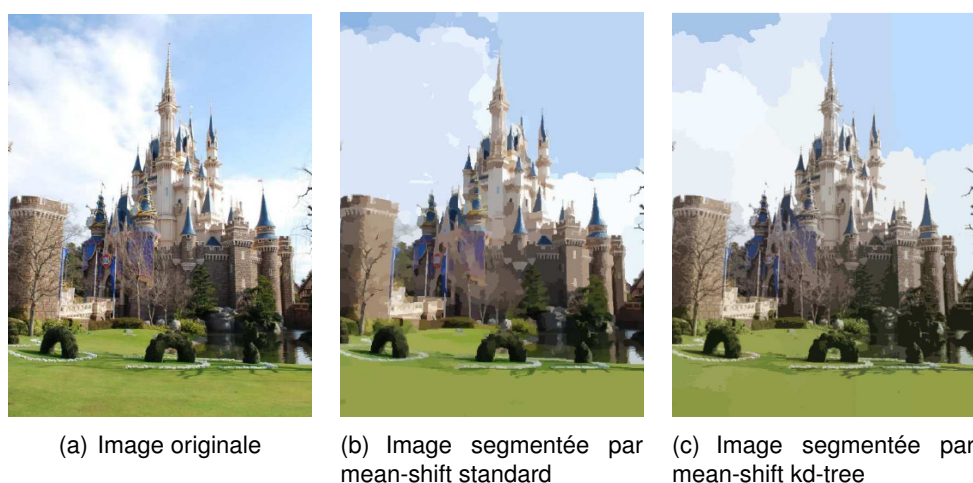 (a) Image originale
(b) Image segmentée par
mean-shift standard
(c) Image segmentée par
mean-shift kd-tree